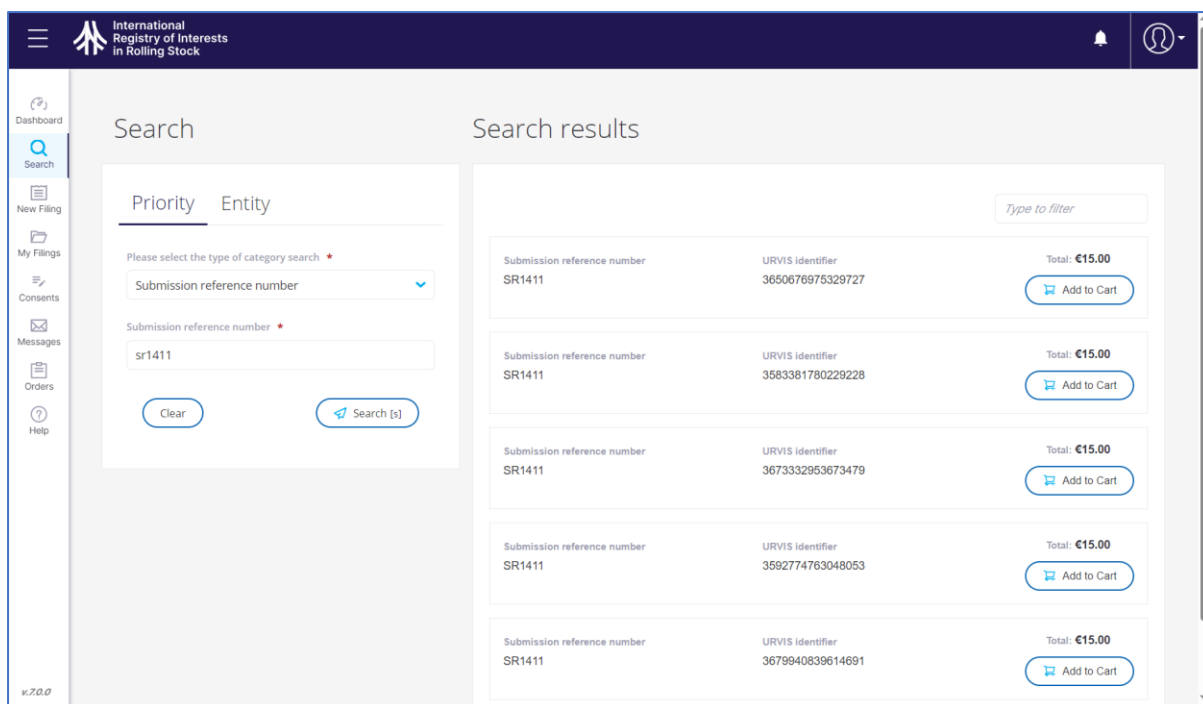 International
Registry of Interests
in Rolling Stock
Dashboard
Search
New Filing
My Filings
Consents
Messages
Orders
Help
v.7.0.0
Search
Priority Entity
Please select the type of category search *
Submission reference number
Submission reference number *
sr1411
Clear Search [s]
Search results
Type to filter
Submission reference number URVIS identifier Total: €15.00
SR1411 3650676975329727 Add to Cart
Submission reference number URVIS identifier Total: €15.00
SR1411 3583381780229228 Add to Cart
Submission reference number URVIS identifier Total: €15.00
SR1411 3673332953673479 Add to Cart
Submission reference number URVIS identifier Total: €15.00
SR1411 3592774763048053 Add to Cart
Submission reference number URVIS identifier Total: €15.00
SR1411 3679940839614691 Add to Cart